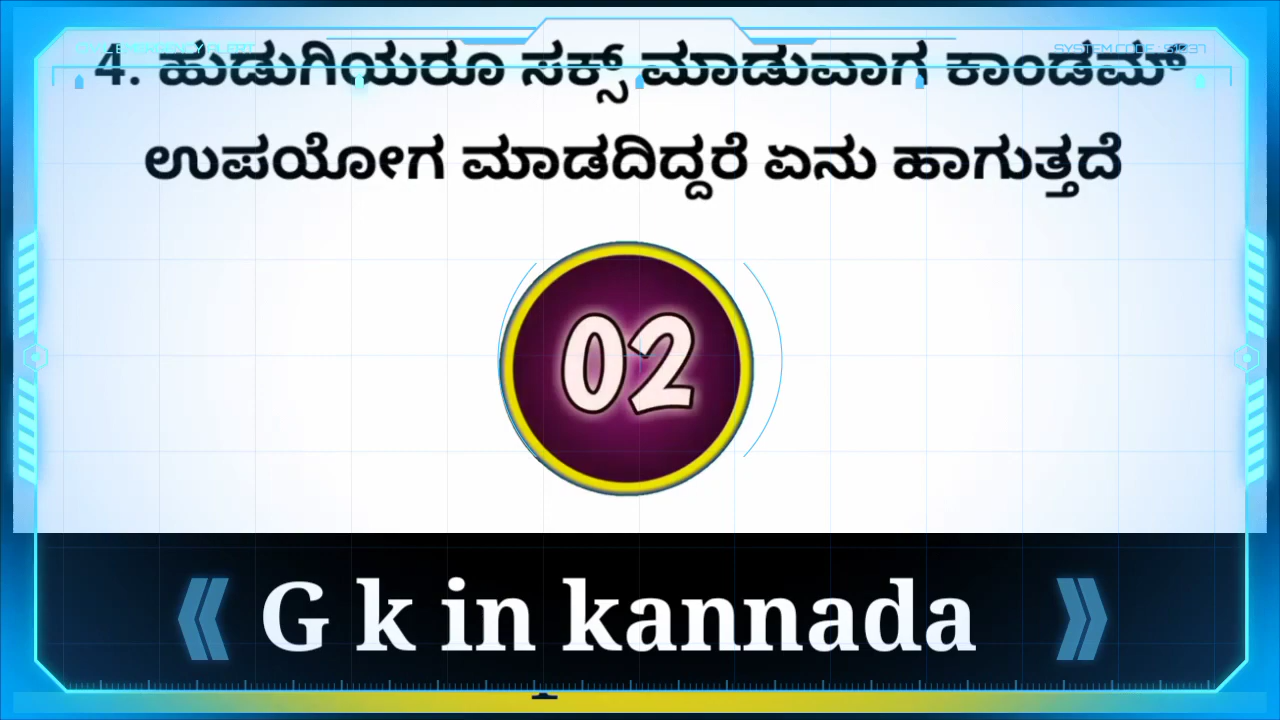 4. ಹುಡುಗಿಯರೂ ಸಕ್ಸ್ ಮಾಡುವಾಗ ಕಾಂಡಮ್
ಉಪಯೋಗ ಮಾಡದಿದ್ದರೆ ಏನು ಹಾಗುತ್ತದೆ
02
G k in kannada